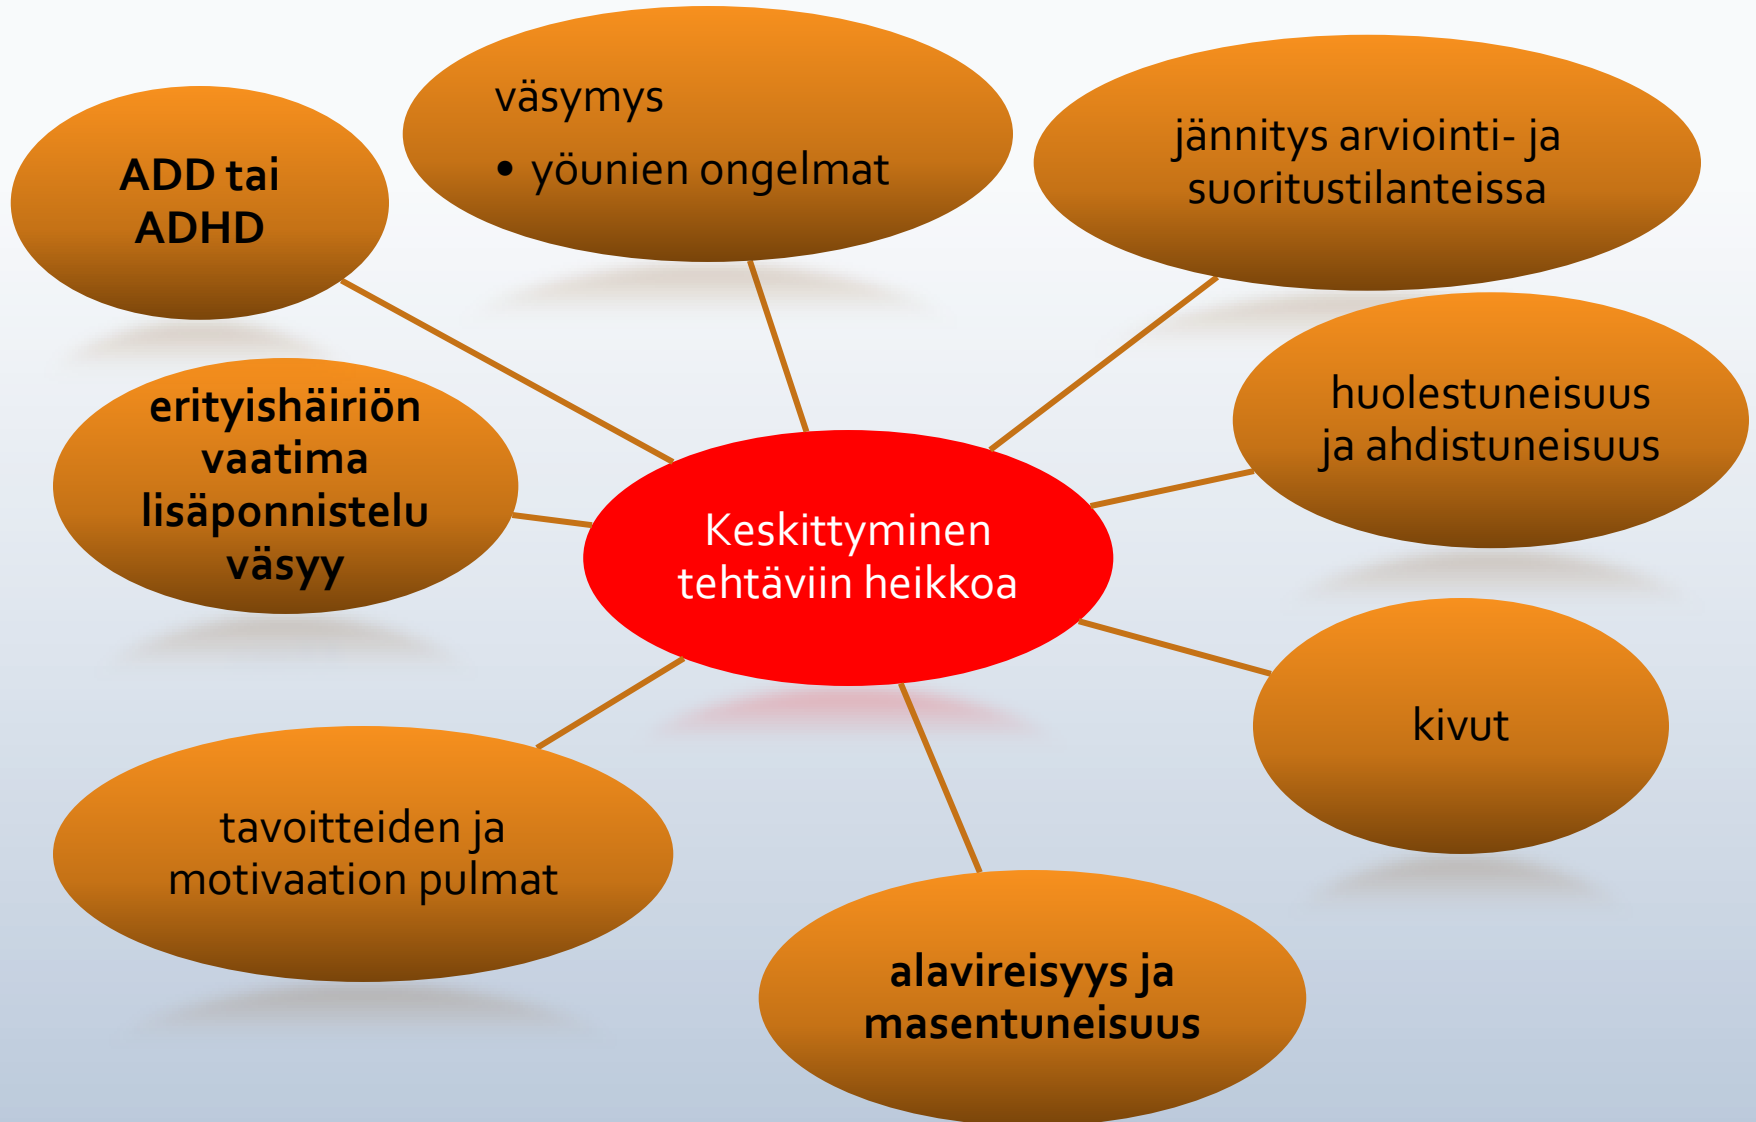 väsymys
• yöunien ongelmat
jännitys arviointi- ja
suoritustilanteissa
ADD tai
ADHD
huolestuneisuus
ja ahdistuneisuus
erityishäiriön
vaatima
lisäponnistelu
väsyy
Keskittyminen
tehtäviin heikkoa
kivut
tavoitteiden ja
motivaation pulmat
alavireisyys ja
masentuneisuus